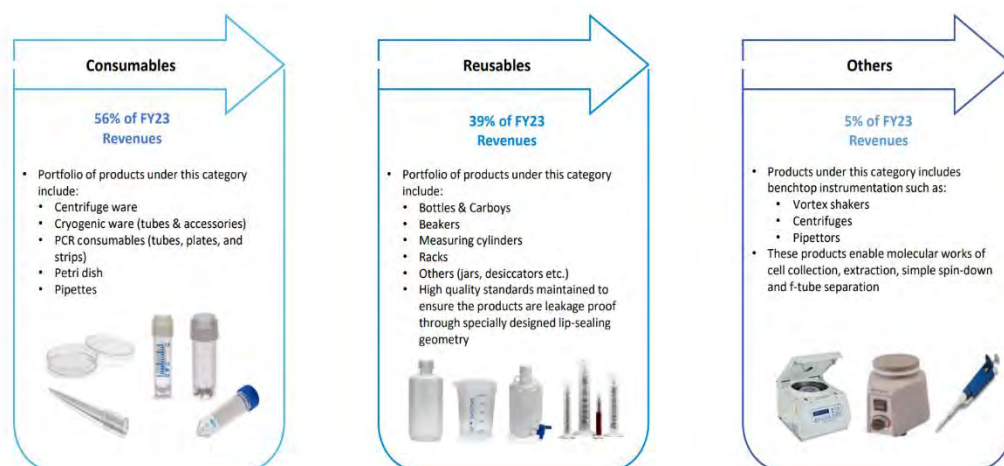 Consumables
56% of FY23
Revenues
• Portfolio of products under this category
include:
• Centrifuge ware
• Cryogenic ware (tubes & accessories)
• PCR consumables (tubes, plates, and
strips)
• Petri dish
• Pipettes
Reusables
39% of FY23
Revenues
• Portfolio of products under this category
include:
• Bottles & Carboys
• Beakers
• Measuring cylinders
• Racks
• Others (jars, desiccators etc.)
• High quality standards maintained to
ensure the products are leakage proof
through specially designed lip-sealing
geometry
Others
5% of FY23
Revenues
• Products under this category includes
benchtop instrumentation such as:
• Vortex shakers
• Centrifuges
• Pipettors
• These products enable molecular works of
cell collection, extraction, simple spin-down
and f-tube separation